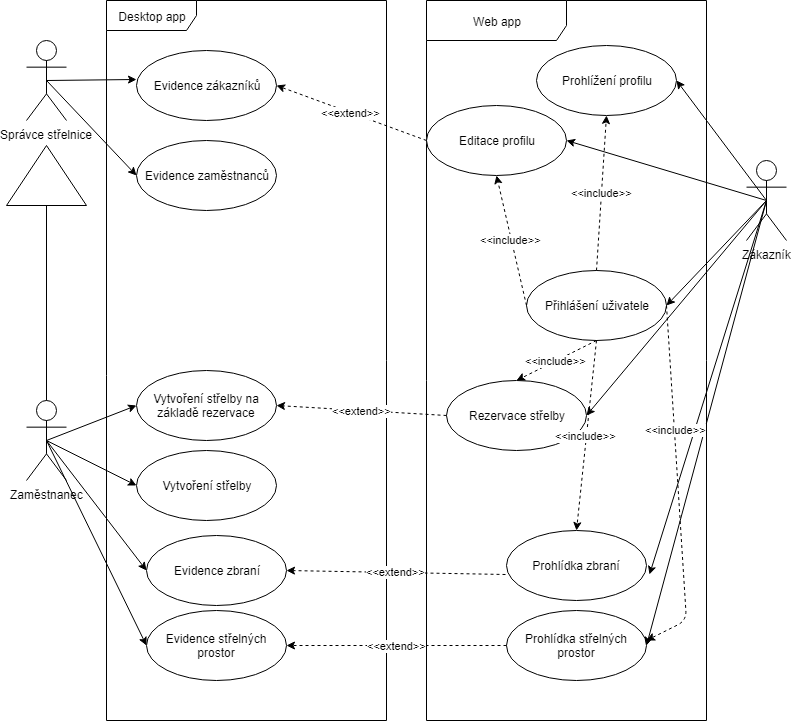 Desktop app
Web app
Evidence zákazníků
Prohlížení profilu
<<extend>>
Editace profilu
Správce střelnice
Evidence zaměstnanců
<<include>>
<<include>>
Zákazník
Přihlášení uživatele
<<include>>
Vytvoření střelby na
základě rezervace
<<extend>>
Rezervace střelby
<<include>>
<<include>>
Zaměstnanec
Vytvoření střelby
Evidence zbraní
<<extend>>
Prohlídka zbraní
Evidence střelných
prostor
<<extend>>
Prohlídka střelných
prostor